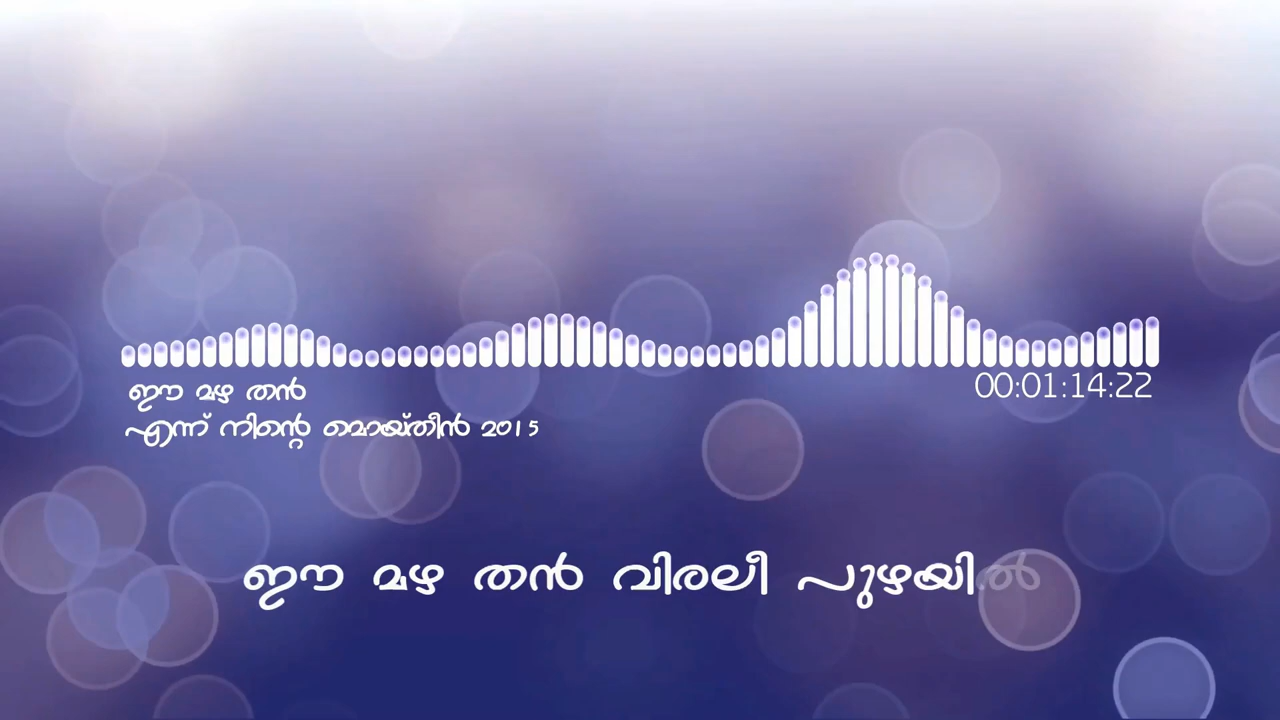 ഈ മഴ തൻ
00:01:14:22
എന്ന് നിന്റെ മൊയ്തീൻ 2015
ഈ മഴ തൻ വിരലീ പുഴയിൽ